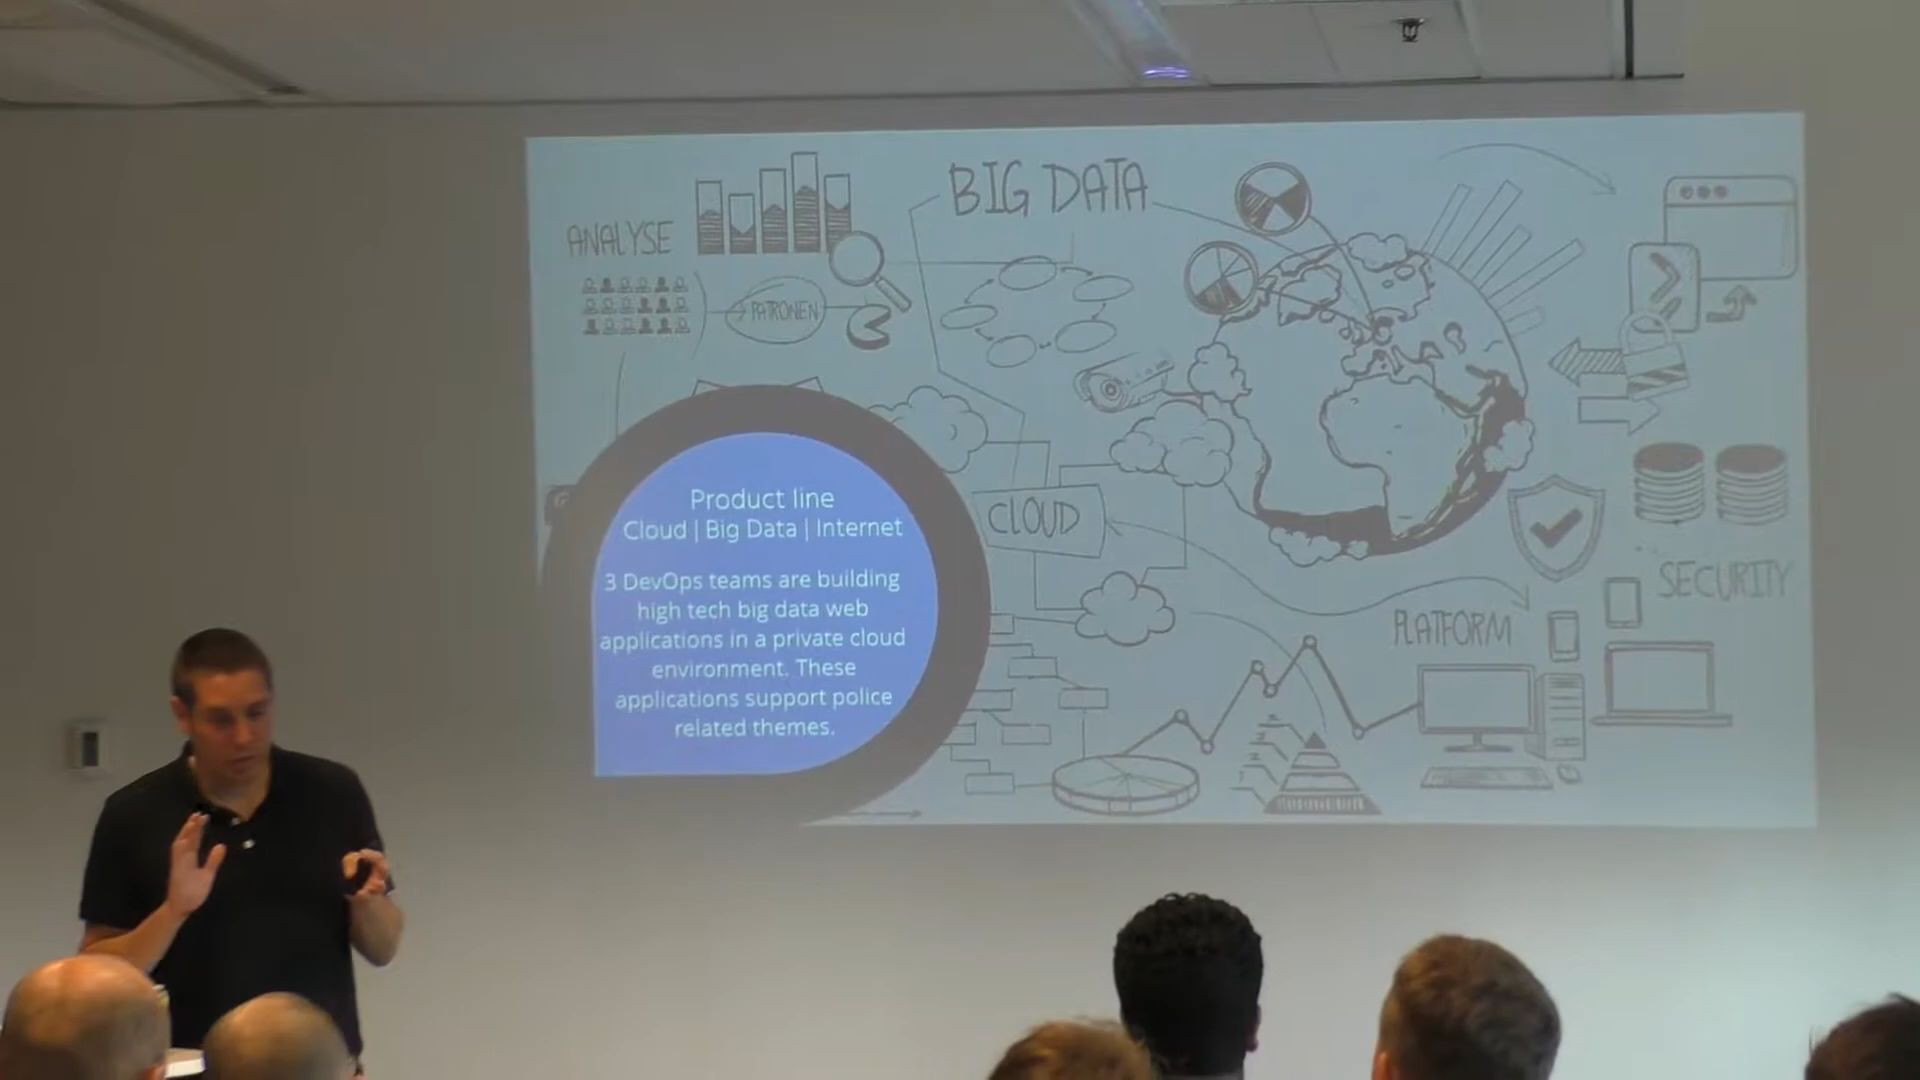 BIG DATA
ANALYSE
PATRONEN
CLOUD
Product line
Cloud | Big Data | Internet
3 DevOps teams are building
high tech big data web
applications in a private cloud
environment. These
applications support police
related themes.
SECURITY
PLATFORM